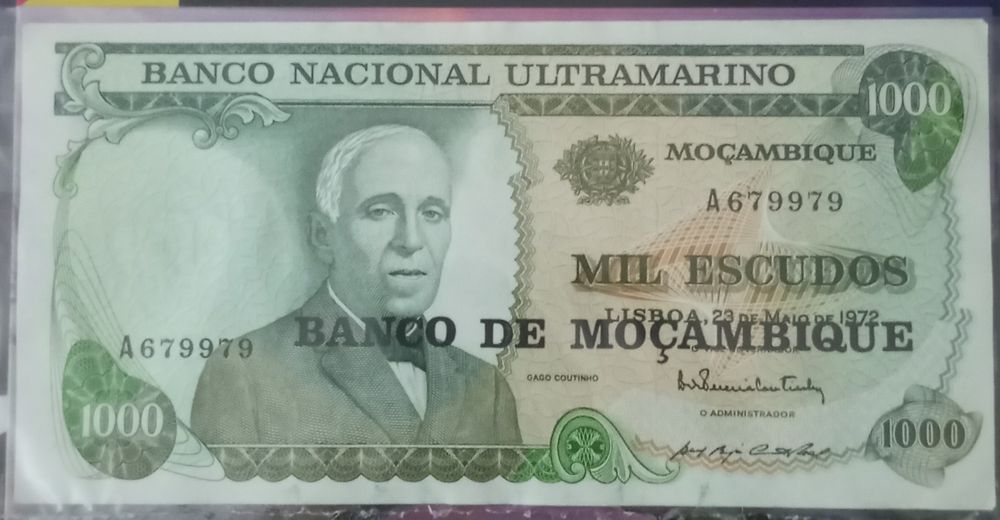 BANCO NACIONAL ULTRAMARINO
1000
MOÇAMBIQUE
A679979
MIL ESCUDOS
LISBOA, 23 DE MAIO DE 1972
BANCO DE MOÇAMBIQUE
A679979
GAGO COUTINHO
O ADMINISTRADOR
1000
1000